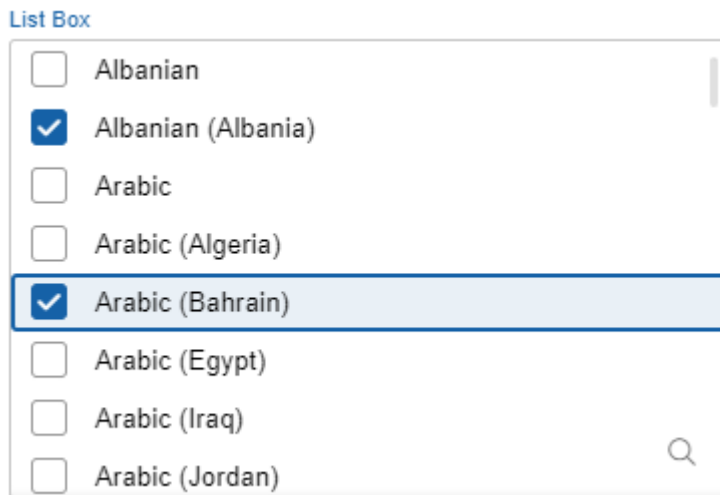 List Box
Albanian
Albanian (Albania)
Arabic
Arabic (Algeria)
Arabic (Bahrain)
Arabic (Egypt)
Arabic (Iraq)
Arabic (Jordan)